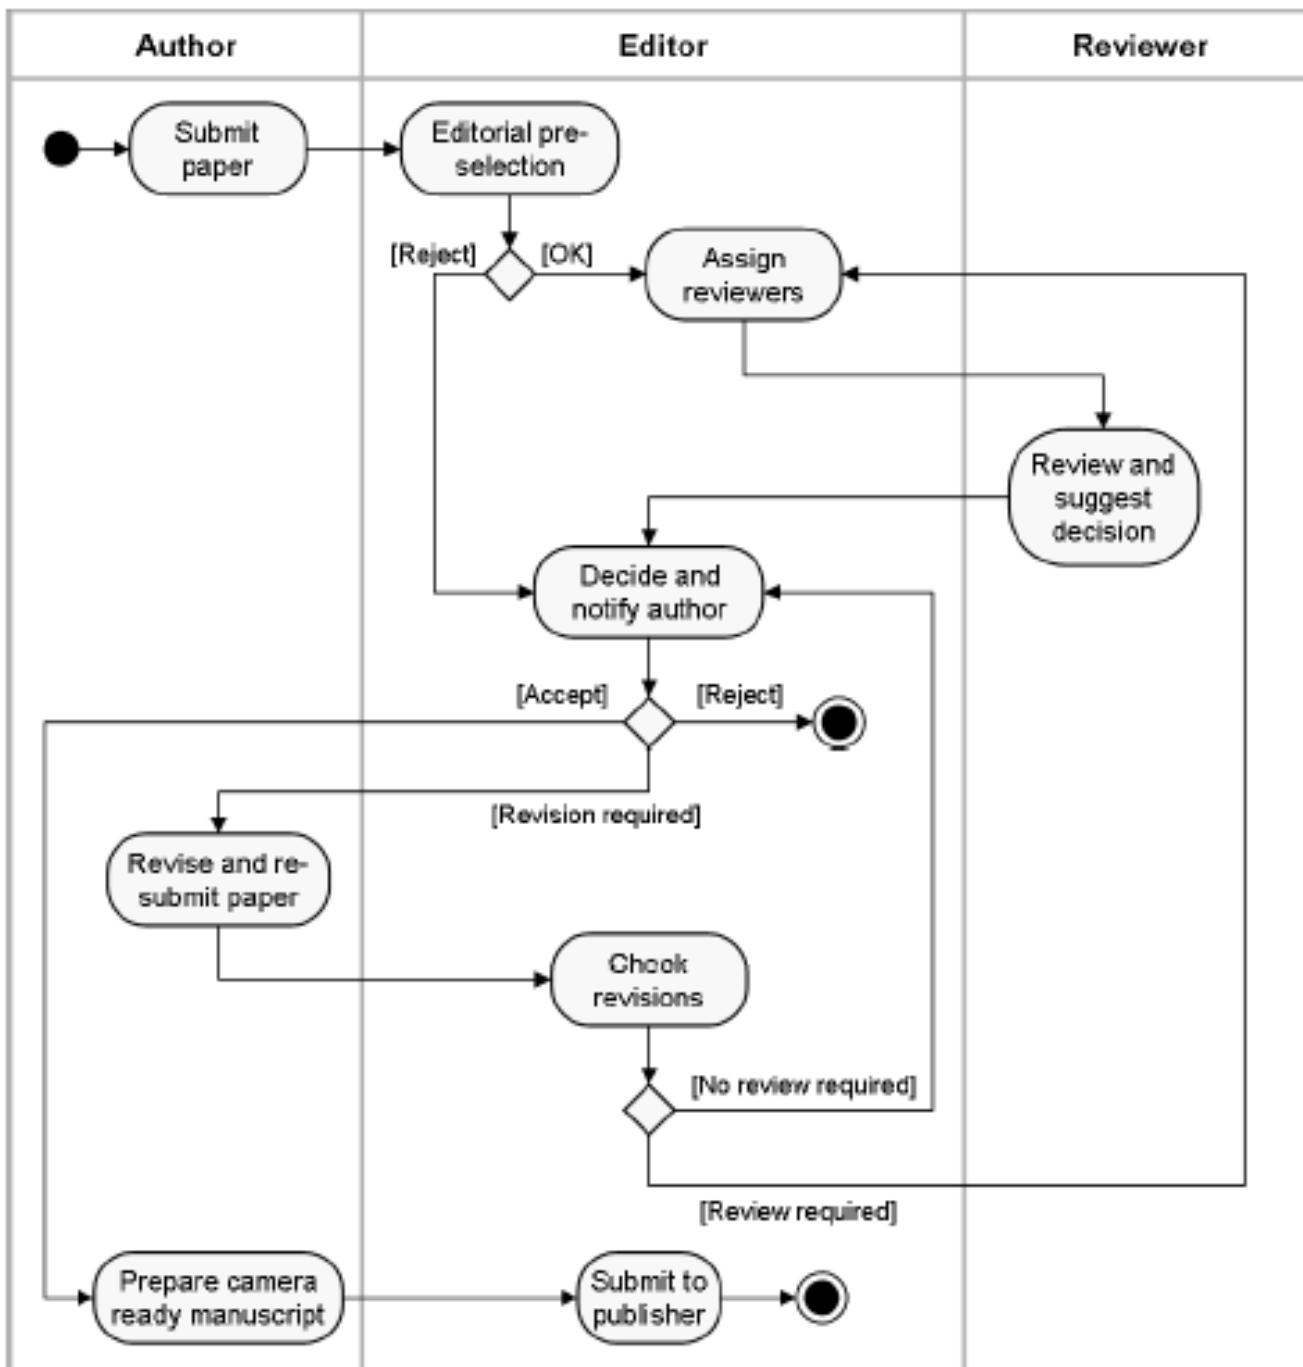 Author
Editor
Reviewer
Submit
paper
Editorial pre-
selection
[Reject]
[OK]
Assign
reviewers
Review and
suggest
decision
Decide and
notify author
[Accept]
[Reject]
[Revision required]
Revise and re-
submit paper
Chook
revisions
[No review required]
[Review required]
Prepare camera
ready manuscript
Submit to
publisher